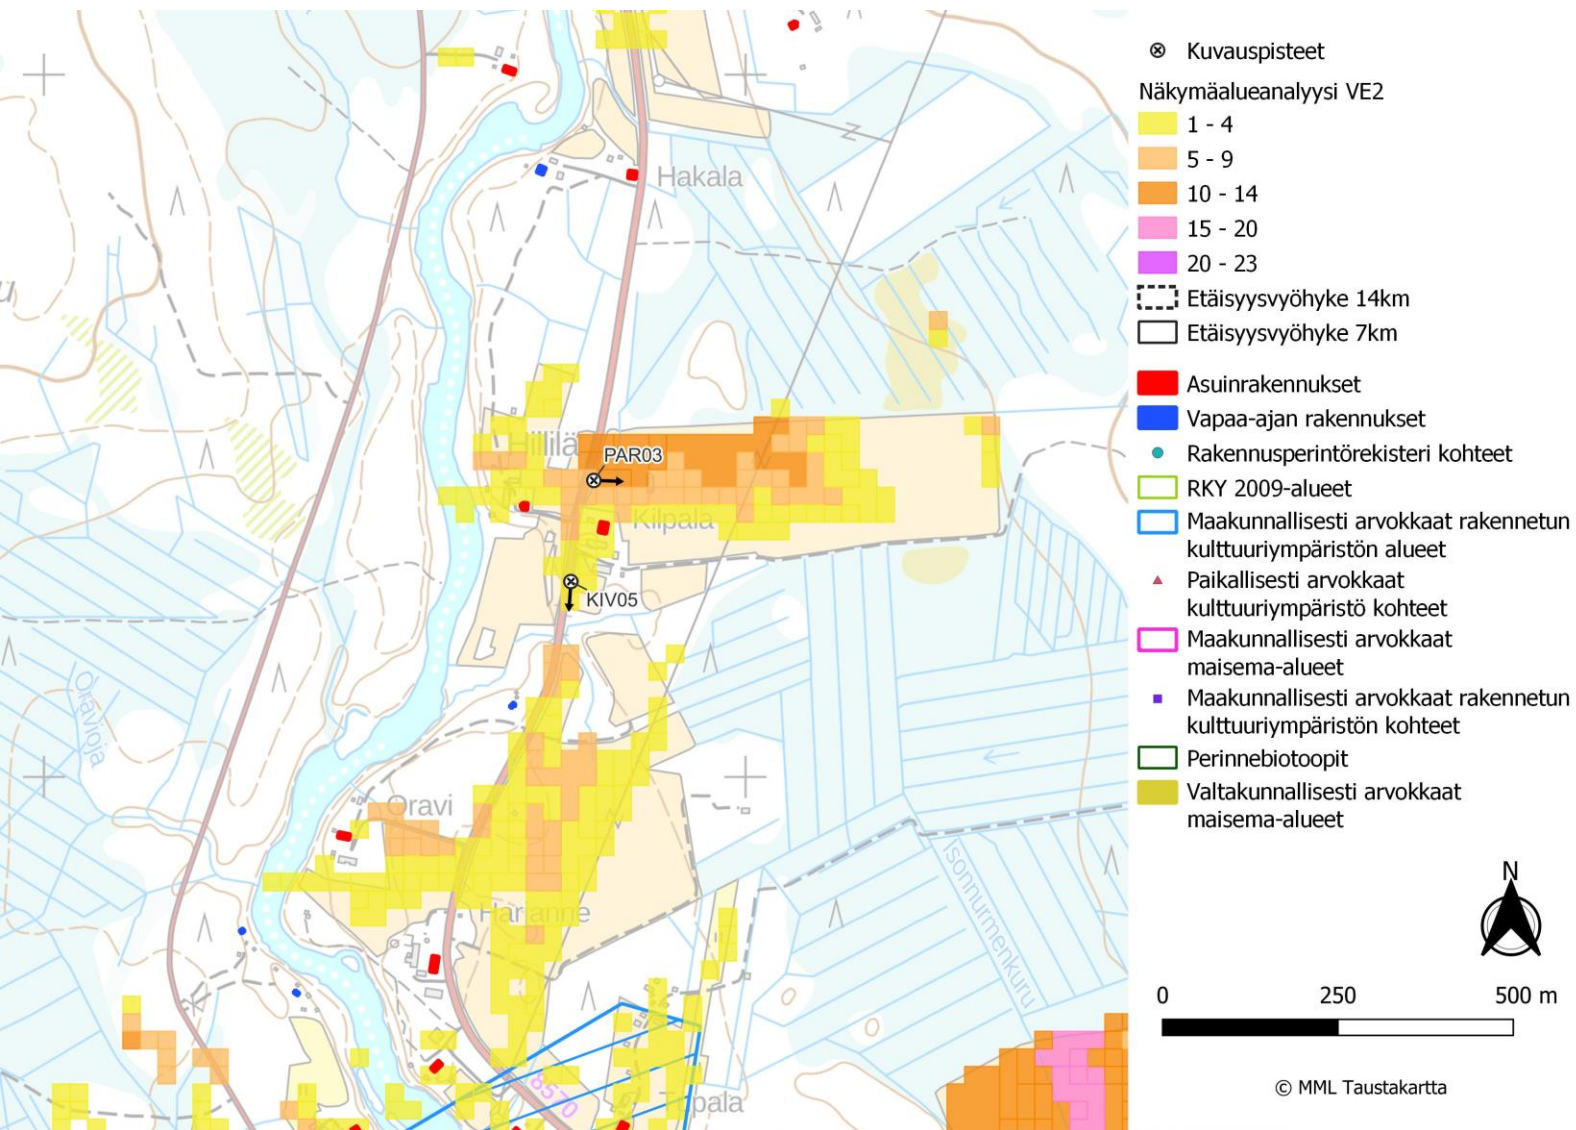 Kuvauspisteet
Näkymäalueanalyysi VE2
1 - 4
5 - 9
10 - 14
15 - 20
20 - 23
Etäisyysvyöhyke 14km
Etäisyysvyöhyke 7km
Asuinrakennukset
Vapaa-ajan rakennukset
Rakennusperintörekisteri kohteet
RKY 2009-alueet
Maakunnallisesti arvokkaat rakennetun
kulttuuriympäristön alueet
Paikallisesti arvokkaat
kulttuuriympäristö kohteet
Maakunnallisesti arvokkaat
maisema-alueet
Maakunnallisesti arvokkaat rakennetun
kulttuuriympäristön kohteet
Perinnebiotoopit
Valtakunnallisesti arvokkaat
maisema-alueet
N
0 250 500 m
© MML Taustakartta
Hakala
Hillilä
PAR03
Kilpala
KIV05
Oravioja
Oravi
Harjanne
Isonnurmenkuru
8570